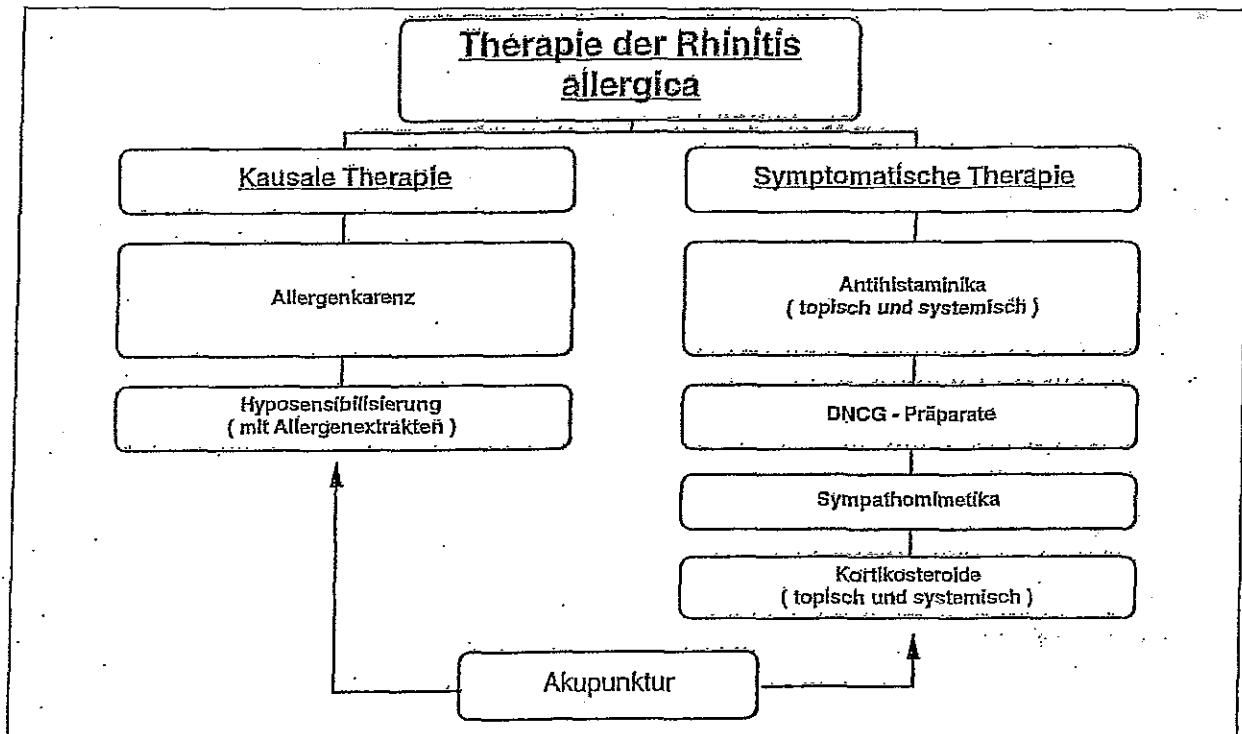 Therapie der Rhinitis
allergica
Kausale Therapie
Symptomatische Therapie
Allergenkarenz
Antihistaminika
( topisch und systemisch )
Hyposensibilisierung
( mit Allergenextrakten )
DNCG - Präparate
Sympathomimetika
Kortikosteroide
( topisch und systemisch )
Akupunktur